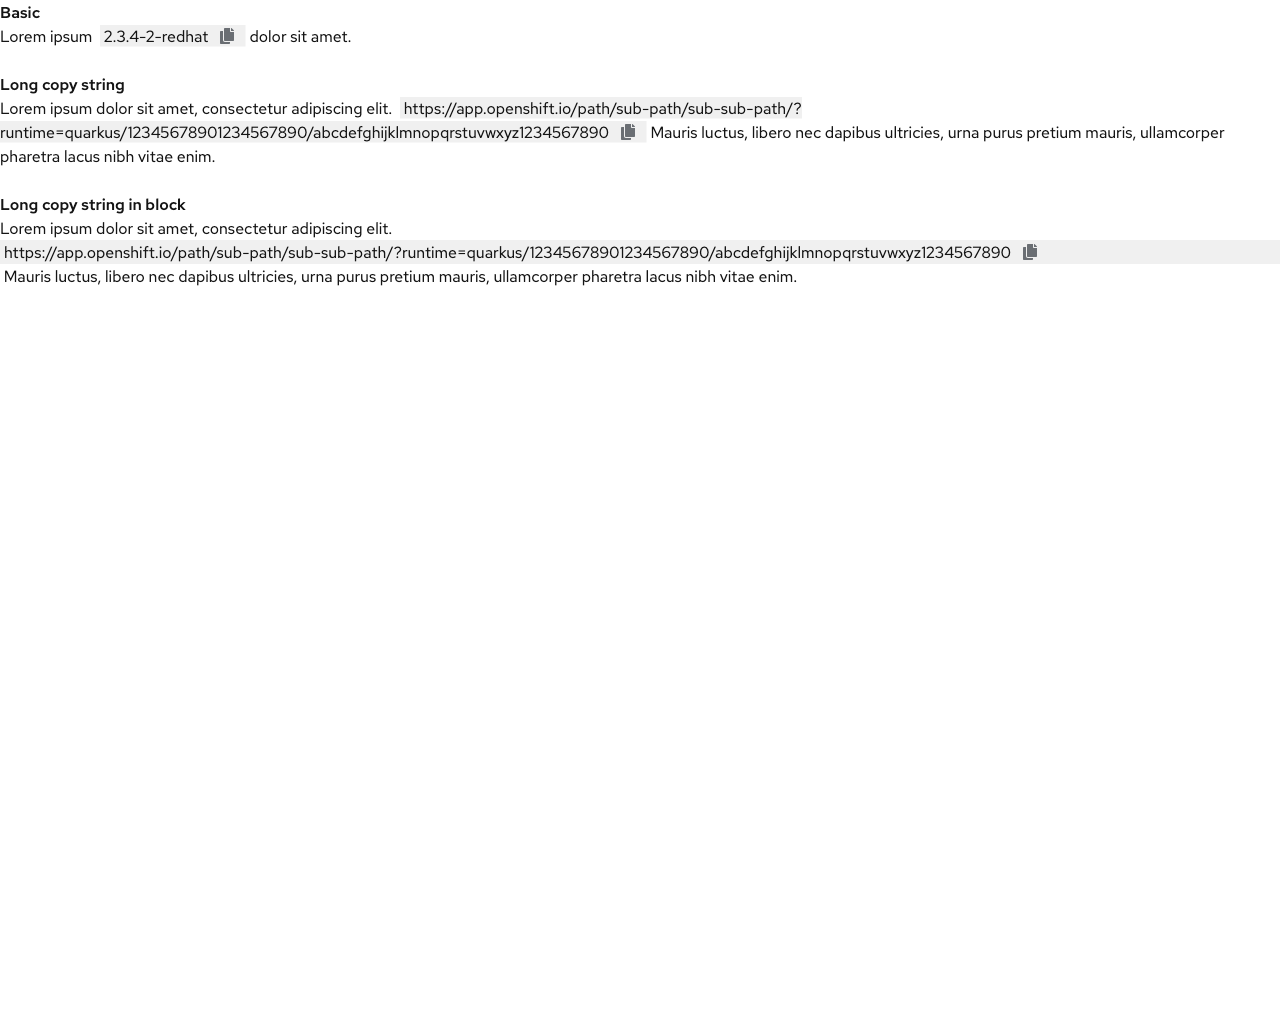 Basic
Lorem ipsum 2.3.4-2-redhat dolor sit amet.
Long copy string
Lorem ipsum dolor sit amet, consectetur adipiscing elit. https://app.openshift.io/path/sub-path/sub-sub-path/?
runtime=quarkus/12345678901234567890/abcdefghijklmnopqrstuvwxyz1234567890 Mauris luctus, libero nec dapibus ultricies, urna purus pretium mauris, ullamcorper
pharetra lacus nibh vitae enim.
Long copy string in block
Lorem ipsum dolor sit amet, consectetur adipiscing elit.
https://app.openshift.io/path/sub-path/sub-sub-path/?runtime=quarkus/12345678901234567890/abcdefghijklmnopqrstuvwxyz1234567890
Mauris luctus, libero nec dapibus ultricies, urna purus pretium mauris, ullamcorper pharetra lacus nibh vitae enim.